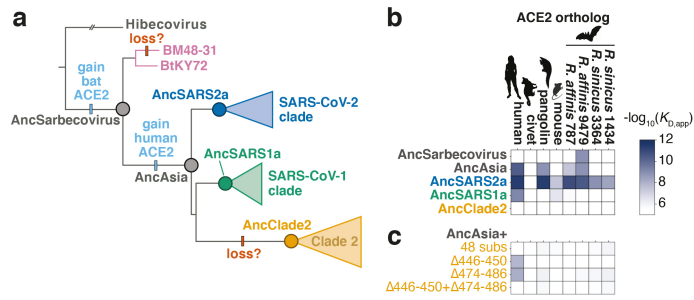 a
Hibecovirus
loss?
BM48-31
BtKY72
gain
bat
ACE2
AncSarbecovirus
AncSARS2a
SARS-CoV-2
clade
gain
human
ACE2
AncAsia
AncSARS1a
SARS-CoV-1
clade
AncClade2
Clade 2
loss?
b
ACE2 ortholog
human
civet
pangolin
mouse
R. affinis 787
R. affinis 9479
R. sinicus 3364
R. sinicus 1434
-log10(KD,app)
12
10
8
6
AncSarbecovirus
AncAsia
AncSARS2a
AncSARS1a
AncClade2
c
AncAsia+
48 subs
Δ446-450
Δ474-486
Δ446-450+Δ474-486